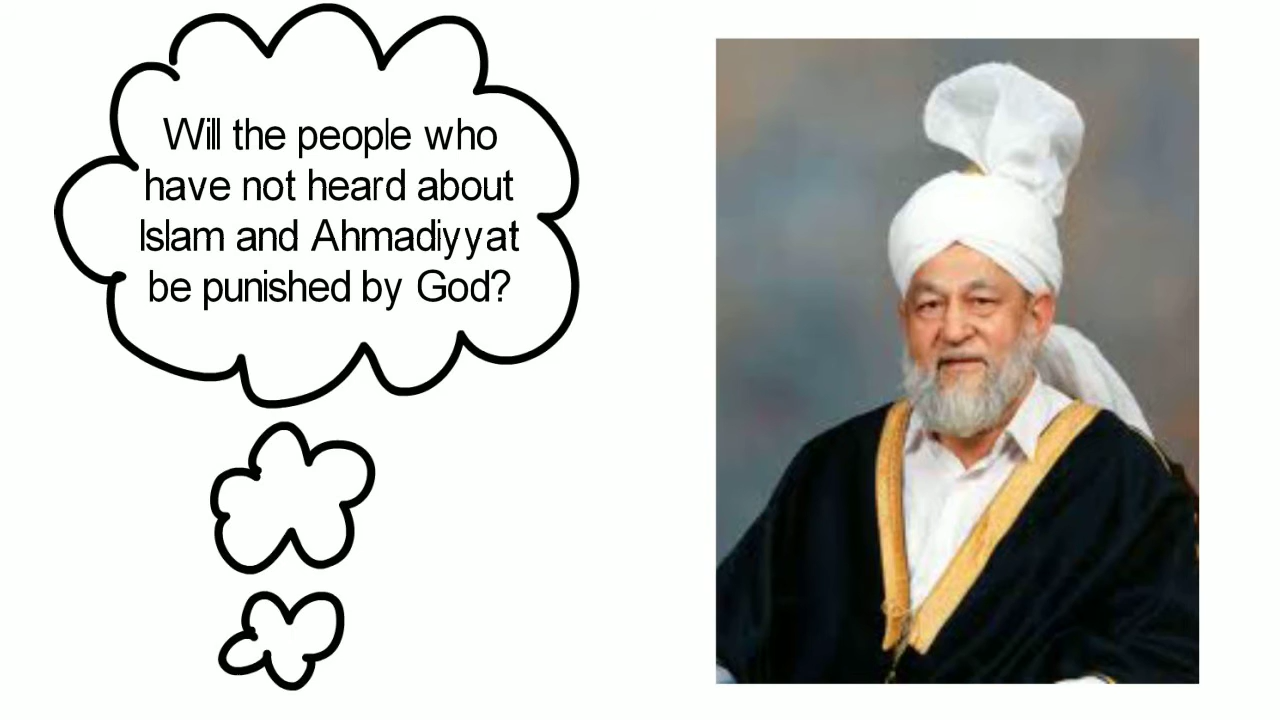 Will the people who
have not heard about
Islam and Ahmadiyyat
be punished by God?